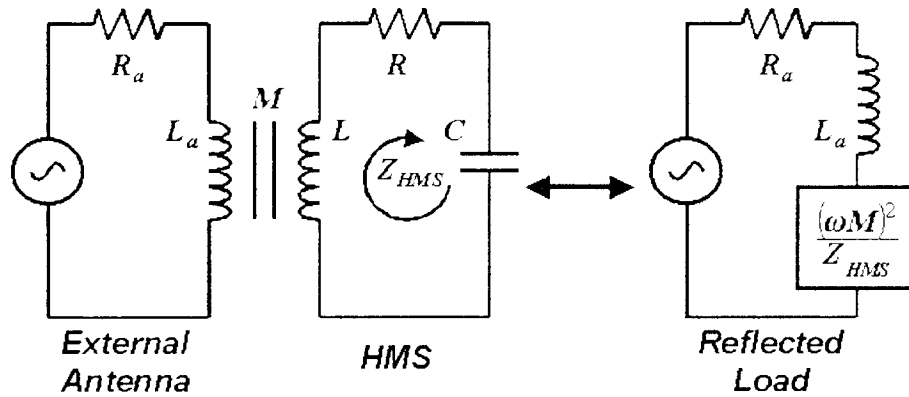 R_a
M
L_a
R
L
C
Z_HMS
External
Antenna
HMS
R_a
L_a
(ωM)²
Z_HMS
Reflected
Load